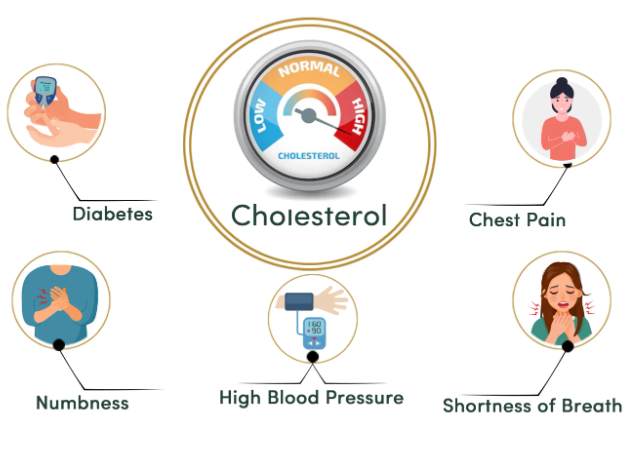 LOW
NORMAL
HIGH
CHOLESTEROL
Cholesterol
Diabetes
Chest Pain
160
90
Numbness
High Blood Pressure
Shortness of Breath